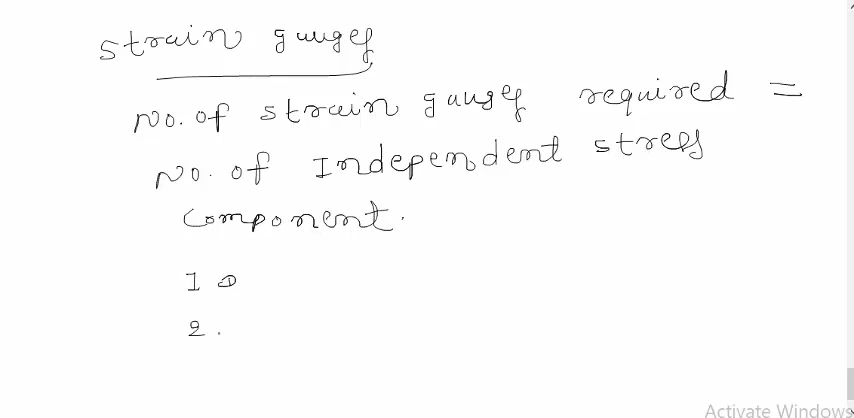 strain gauges
No. of strain gauges required =
No. of Independent stress
component.
1
2.
Activate Windows